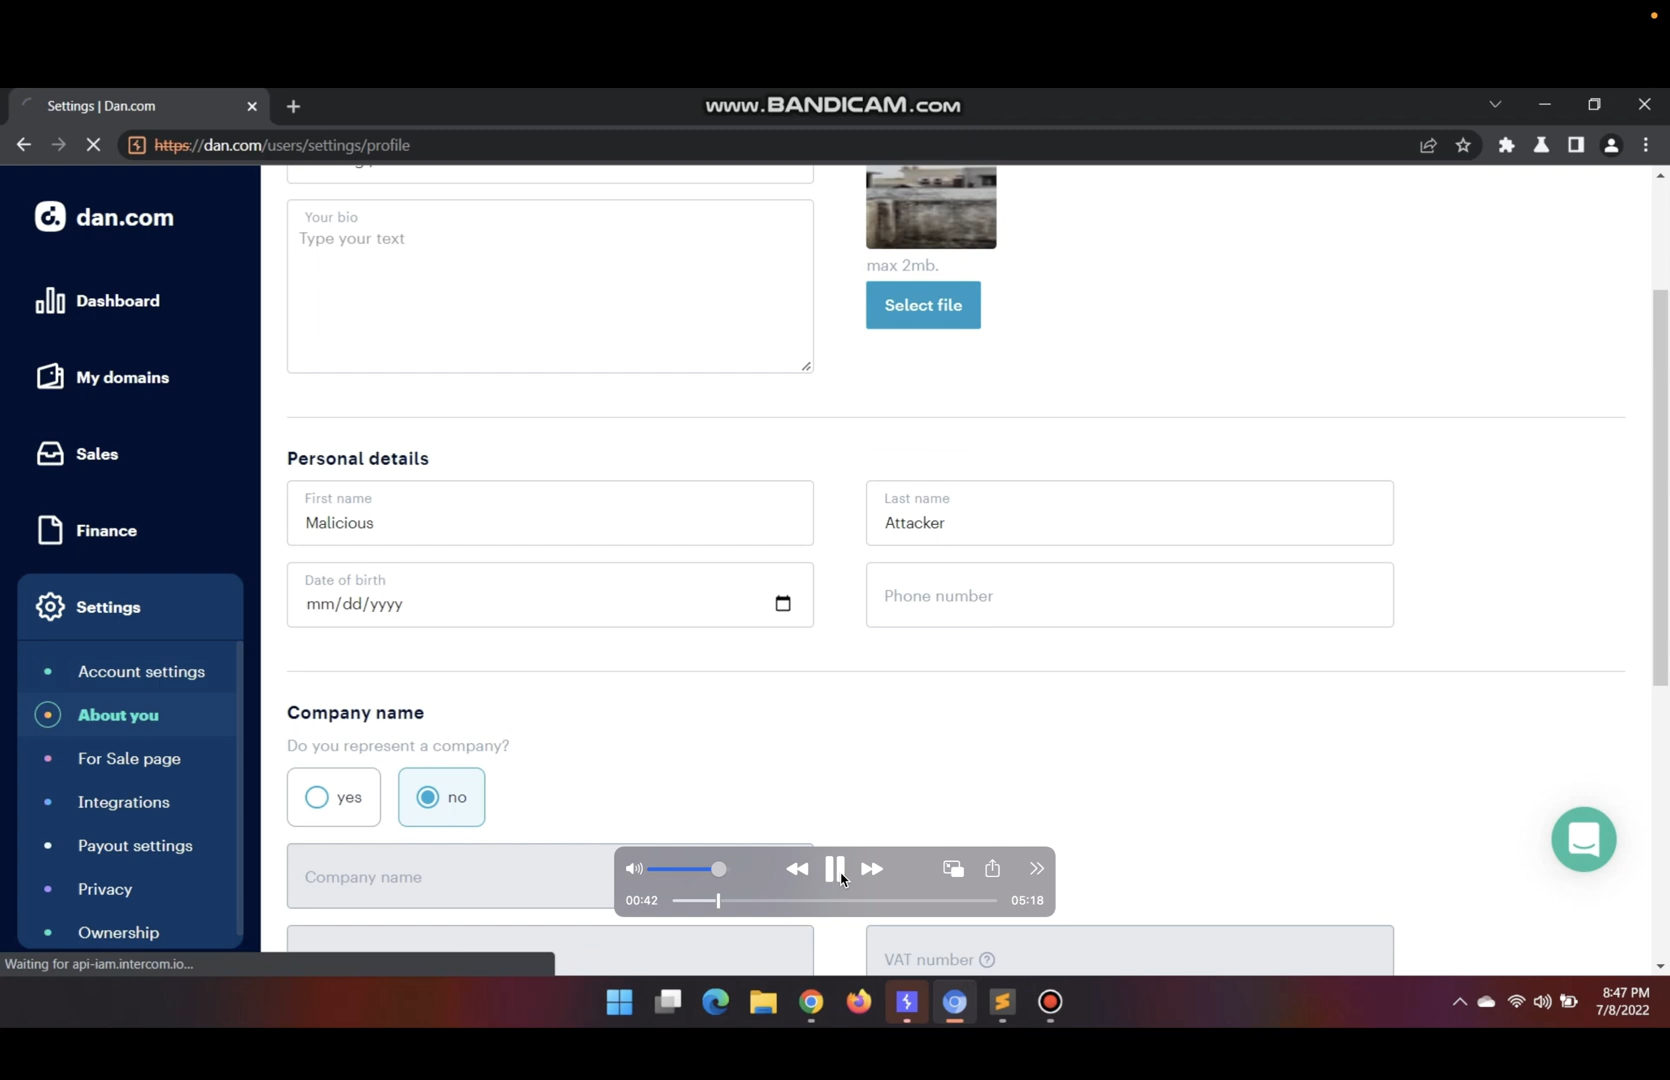 Settings | Dan.com
www.BANDICAM.com
https://dan.com/users/settings/profile
dan.com
Dashboard
My domains
Sales
Finance
Settings
Account settings
About you
For Sale page
Integrations
Payout settings
Privacy
Ownership
Your bio
Type your text
max 2mb.
Select file
Personal details
First name
Malicious
Last name
Attacker
Date of birth
mm/dd/yyyy
Phone number
Company name
Do you represent a company?
yes
no
Company name
00:42
05:18
VAT number
Waiting for api-iam.intercom.io...
8:47 PM
7/8/2022